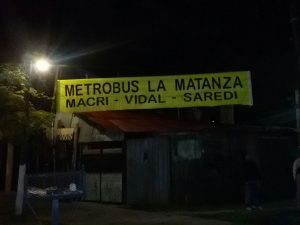 METROBUS LA MATANZA
MACRI - VIDAL - SAREDI